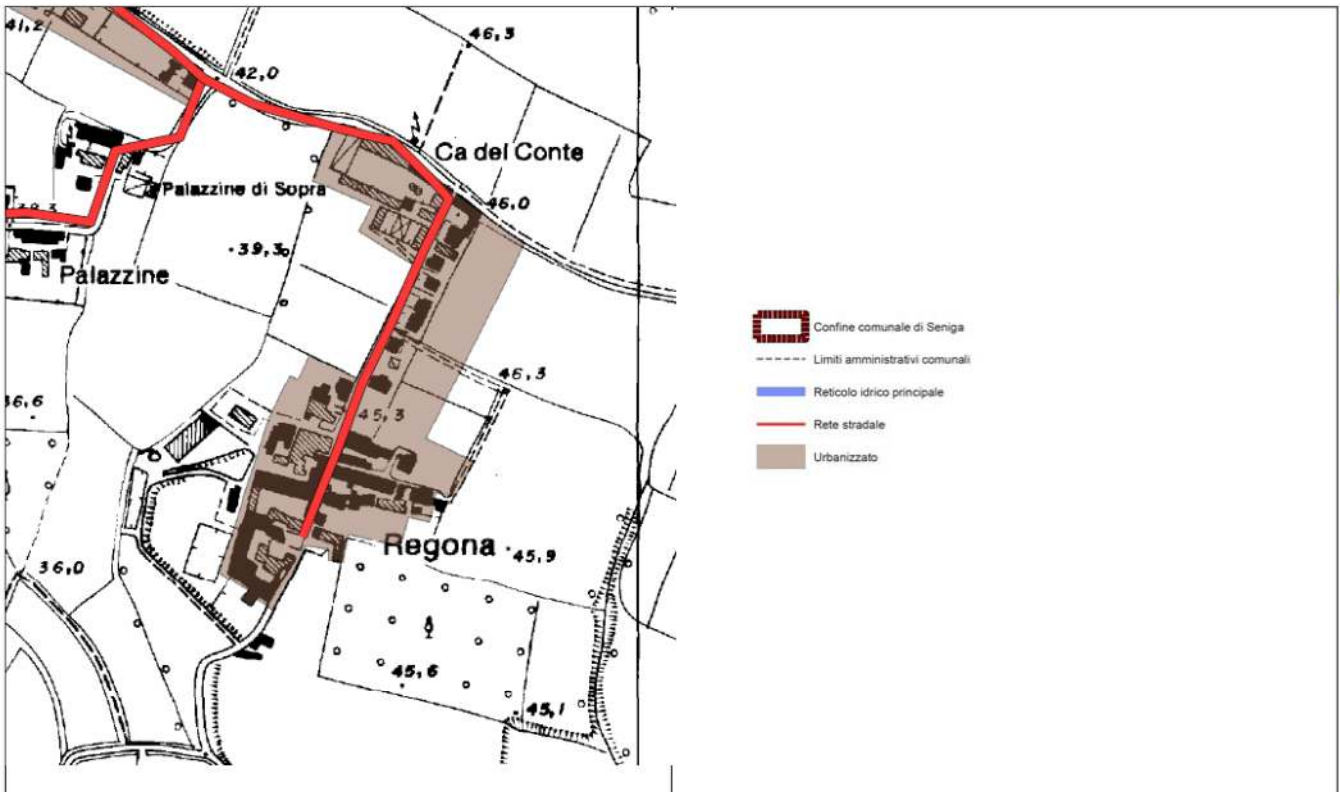 41,2
46,3
42,0
Ca del Conte
Palazzine di Sopra
46,0
39,3
Palazzine
46,3
45,3
36,6
Regona
45,9
36,0
45,6
45,1
Confine comunale di Seniga
Limiti amministrativi comunali
Reticolo idrico principale
Rete stradale
Urbanizzato